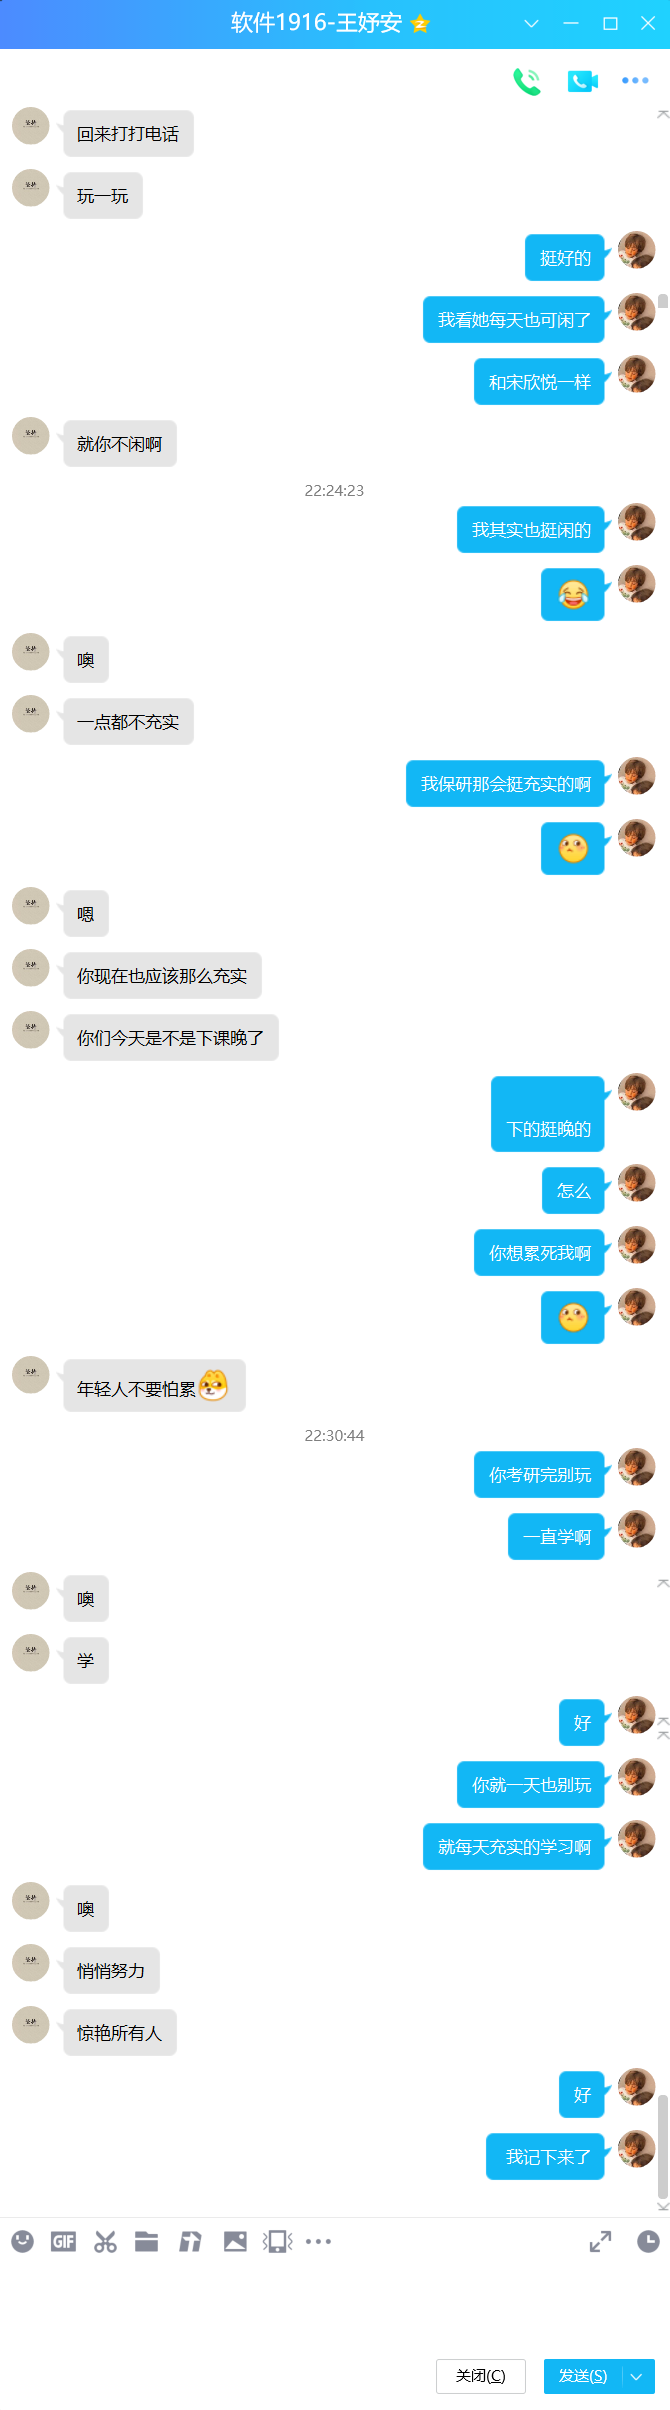 软件1916-王妤安
回来打打电话
玩一玩
挺好的
我看她每天也可闲了
和宋欣悦一样
就你不闲啊
22:24:23
我其实也挺闲的
噢
一点都不充实
我保研那会挺充实的啊
嗯
你现在也应该那么充实
你们今天是不是下课晚了
下的挺晚的
怎么
你想累死我啊
年轻人不要怕累
22:30:44
你考研完别玩
一直学啊
噢
学
好
你就一天也别玩
就每天充实的学习啊
噢
悄悄努力
惊艳所有人
好
我记下来了
GIF
关闭(C) 发送(S)